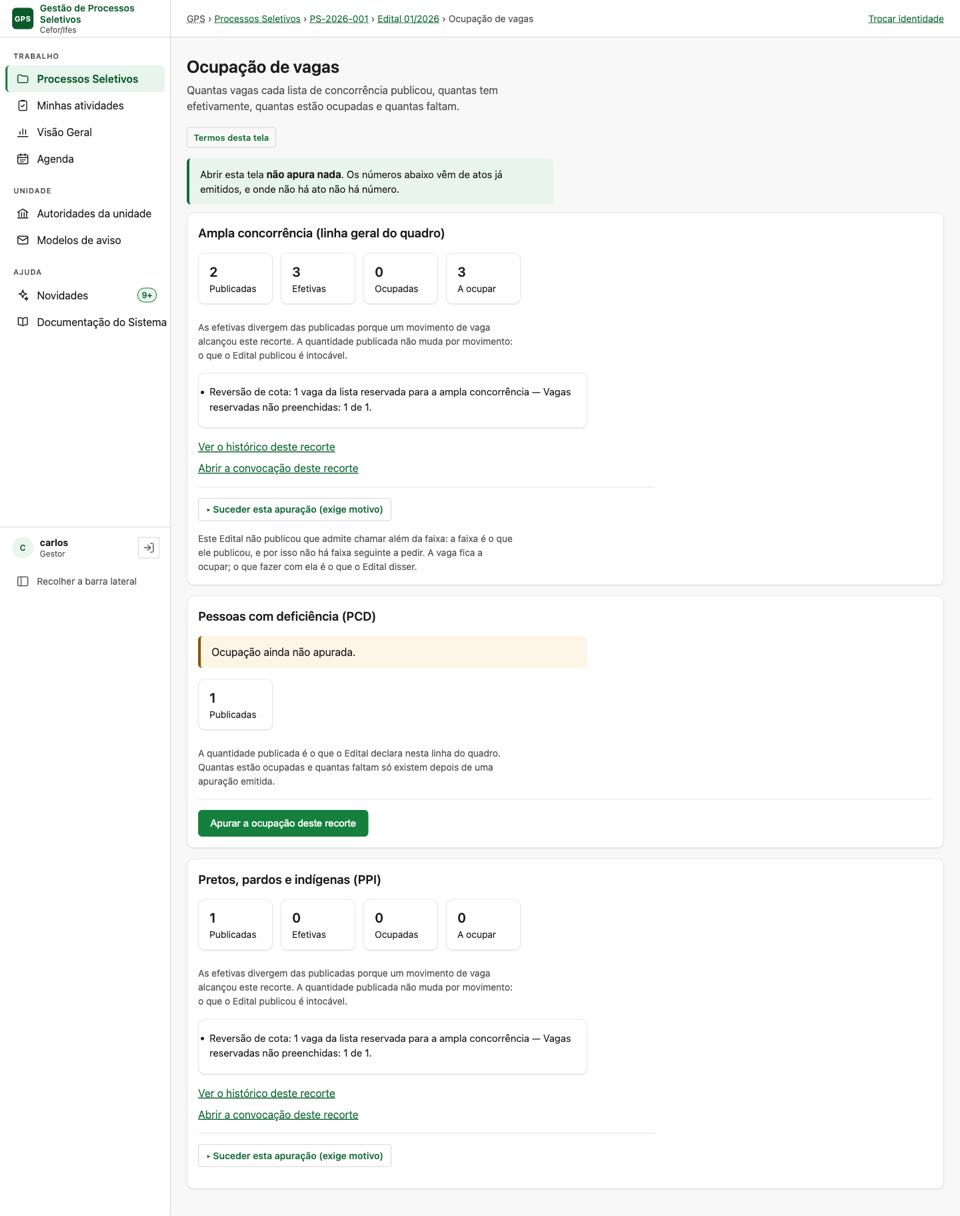 GPS
Gestão de Processos
Seletivos
Cefor/Ifes
GPS › Processos Seletivos › PS-2026-001 › Edital 01/2026 › Ocupação de vagas
Trocar identidade
TRABALHO
Processos Seletivos
Minhas atividades
Visão Geral
Agenda
UNIDADE
Autoridades da unidade
Modelos de aviso
AJUDA
Novidades
9+
Documentação do Sistema
C
carlos
Gestor
Recolher a barra lateral
Ocupação de vagas
Quantas vagas cada lista de concorrência publicou, quantas tem
efetivamente, quantas estão ocupadas e quantas faltam.
Termos desta tela
Abrir esta tela não apura nada. Os números abaixo vêm de atos já
emitidos, e onde não há ato não há número.
Ampla concorrência (linha geral do quadro)
2 3 0 3
Publicadas Efetivas Ocupadas A ocupar
As efetivas divergem das publicadas porque um movimento de vaga
alcançou este recorte. A quantidade publicada não muda por movimento:
o que o Edital publicou é intocável.
• Reversão de cota: 1 vaga da lista reservada para a ampla concorrência — Vagas
reservadas não preenchidas: 1 de 1.
Ver o histórico deste recorte
Abrir a convocação deste recorte
▸ Suceder esta apuração (exige motivo)
Este Edital não publicou que admite chamar além da faixa: a faixa é o que
ele publicou, e por isso não há faixa seguinte a pedir. A vaga fica a
ocupar; o que fazer com ela é o que o Edital disser.
Pessoas com deficiência (PCD)
Ocupação ainda não apurada.
1
Publicadas
A quantidade publicada é o que o Edital declara nesta linha do quadro.
Quantas estão ocupadas e quantas faltam só existem depois de uma
apuração emitida.
Apurar a ocupação deste recorte
Pretos, pardos e indígenas (PPI)
1 0 0 0
Publicadas Efetivas Ocupadas A ocupar
As efetivas divergem das publicadas porque um movimento de vaga
alcançou este recorte. A quantidade publicada não muda por movimento:
o que o Edital publicou é intocável.
• Reversão de cota: 1 vaga da lista reservada para a ampla concorrência — Vagas
reservadas não preenchidas: 1 de 1.
Ver o histórico deste recorte
Abrir a convocação deste recorte
▸ Suceder esta apuração (exige motivo)